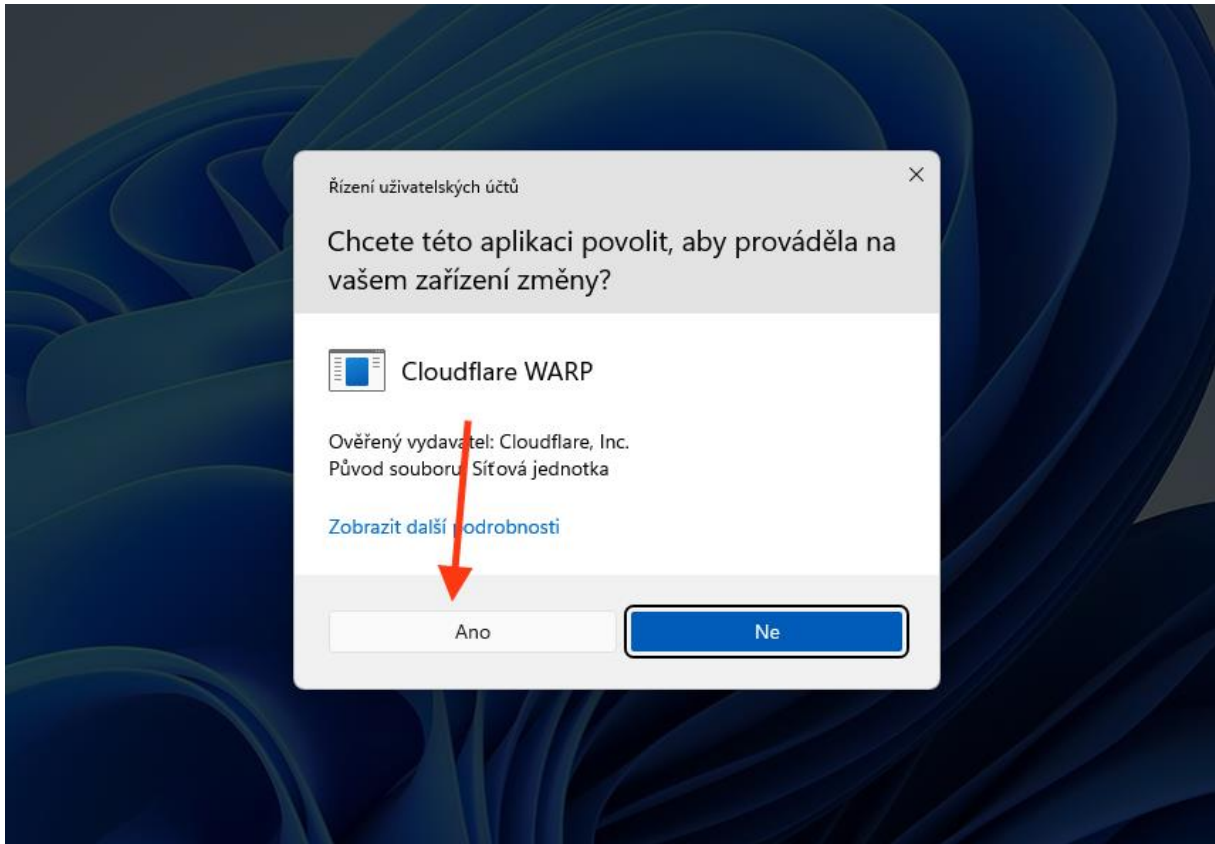 Řízení uživatelských účtů
Chcete této aplikaci povolit, aby prováděla na
vašem zařízení změny?
Cloudflare WARP
Ověřený vydavatel: Cloudflare, Inc.
Původ souboru: Síťová jednotka
Zobrazit další podrobnosti
Ano
Ne